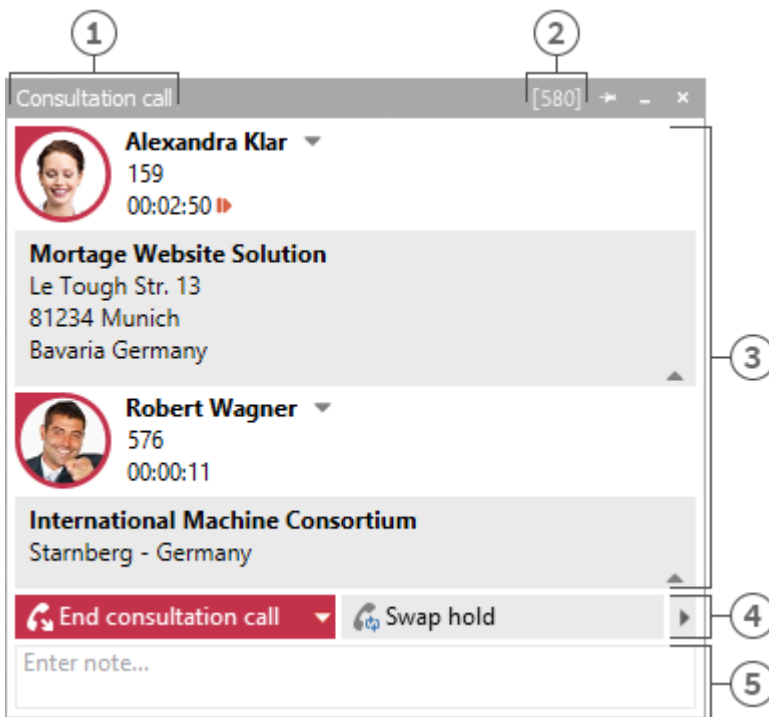 1 2
Consultation call [580]
Alexandra Klar
159
00:02:50
Mortage Website Solution
Le Tough Str. 13
81234 Munich
Bavaria Germany
3
Robert Wagner
576
00:00:11
International Machine Consortium
Starnberg - Germany
End consultation call Swap hold 4
Enter note...
5